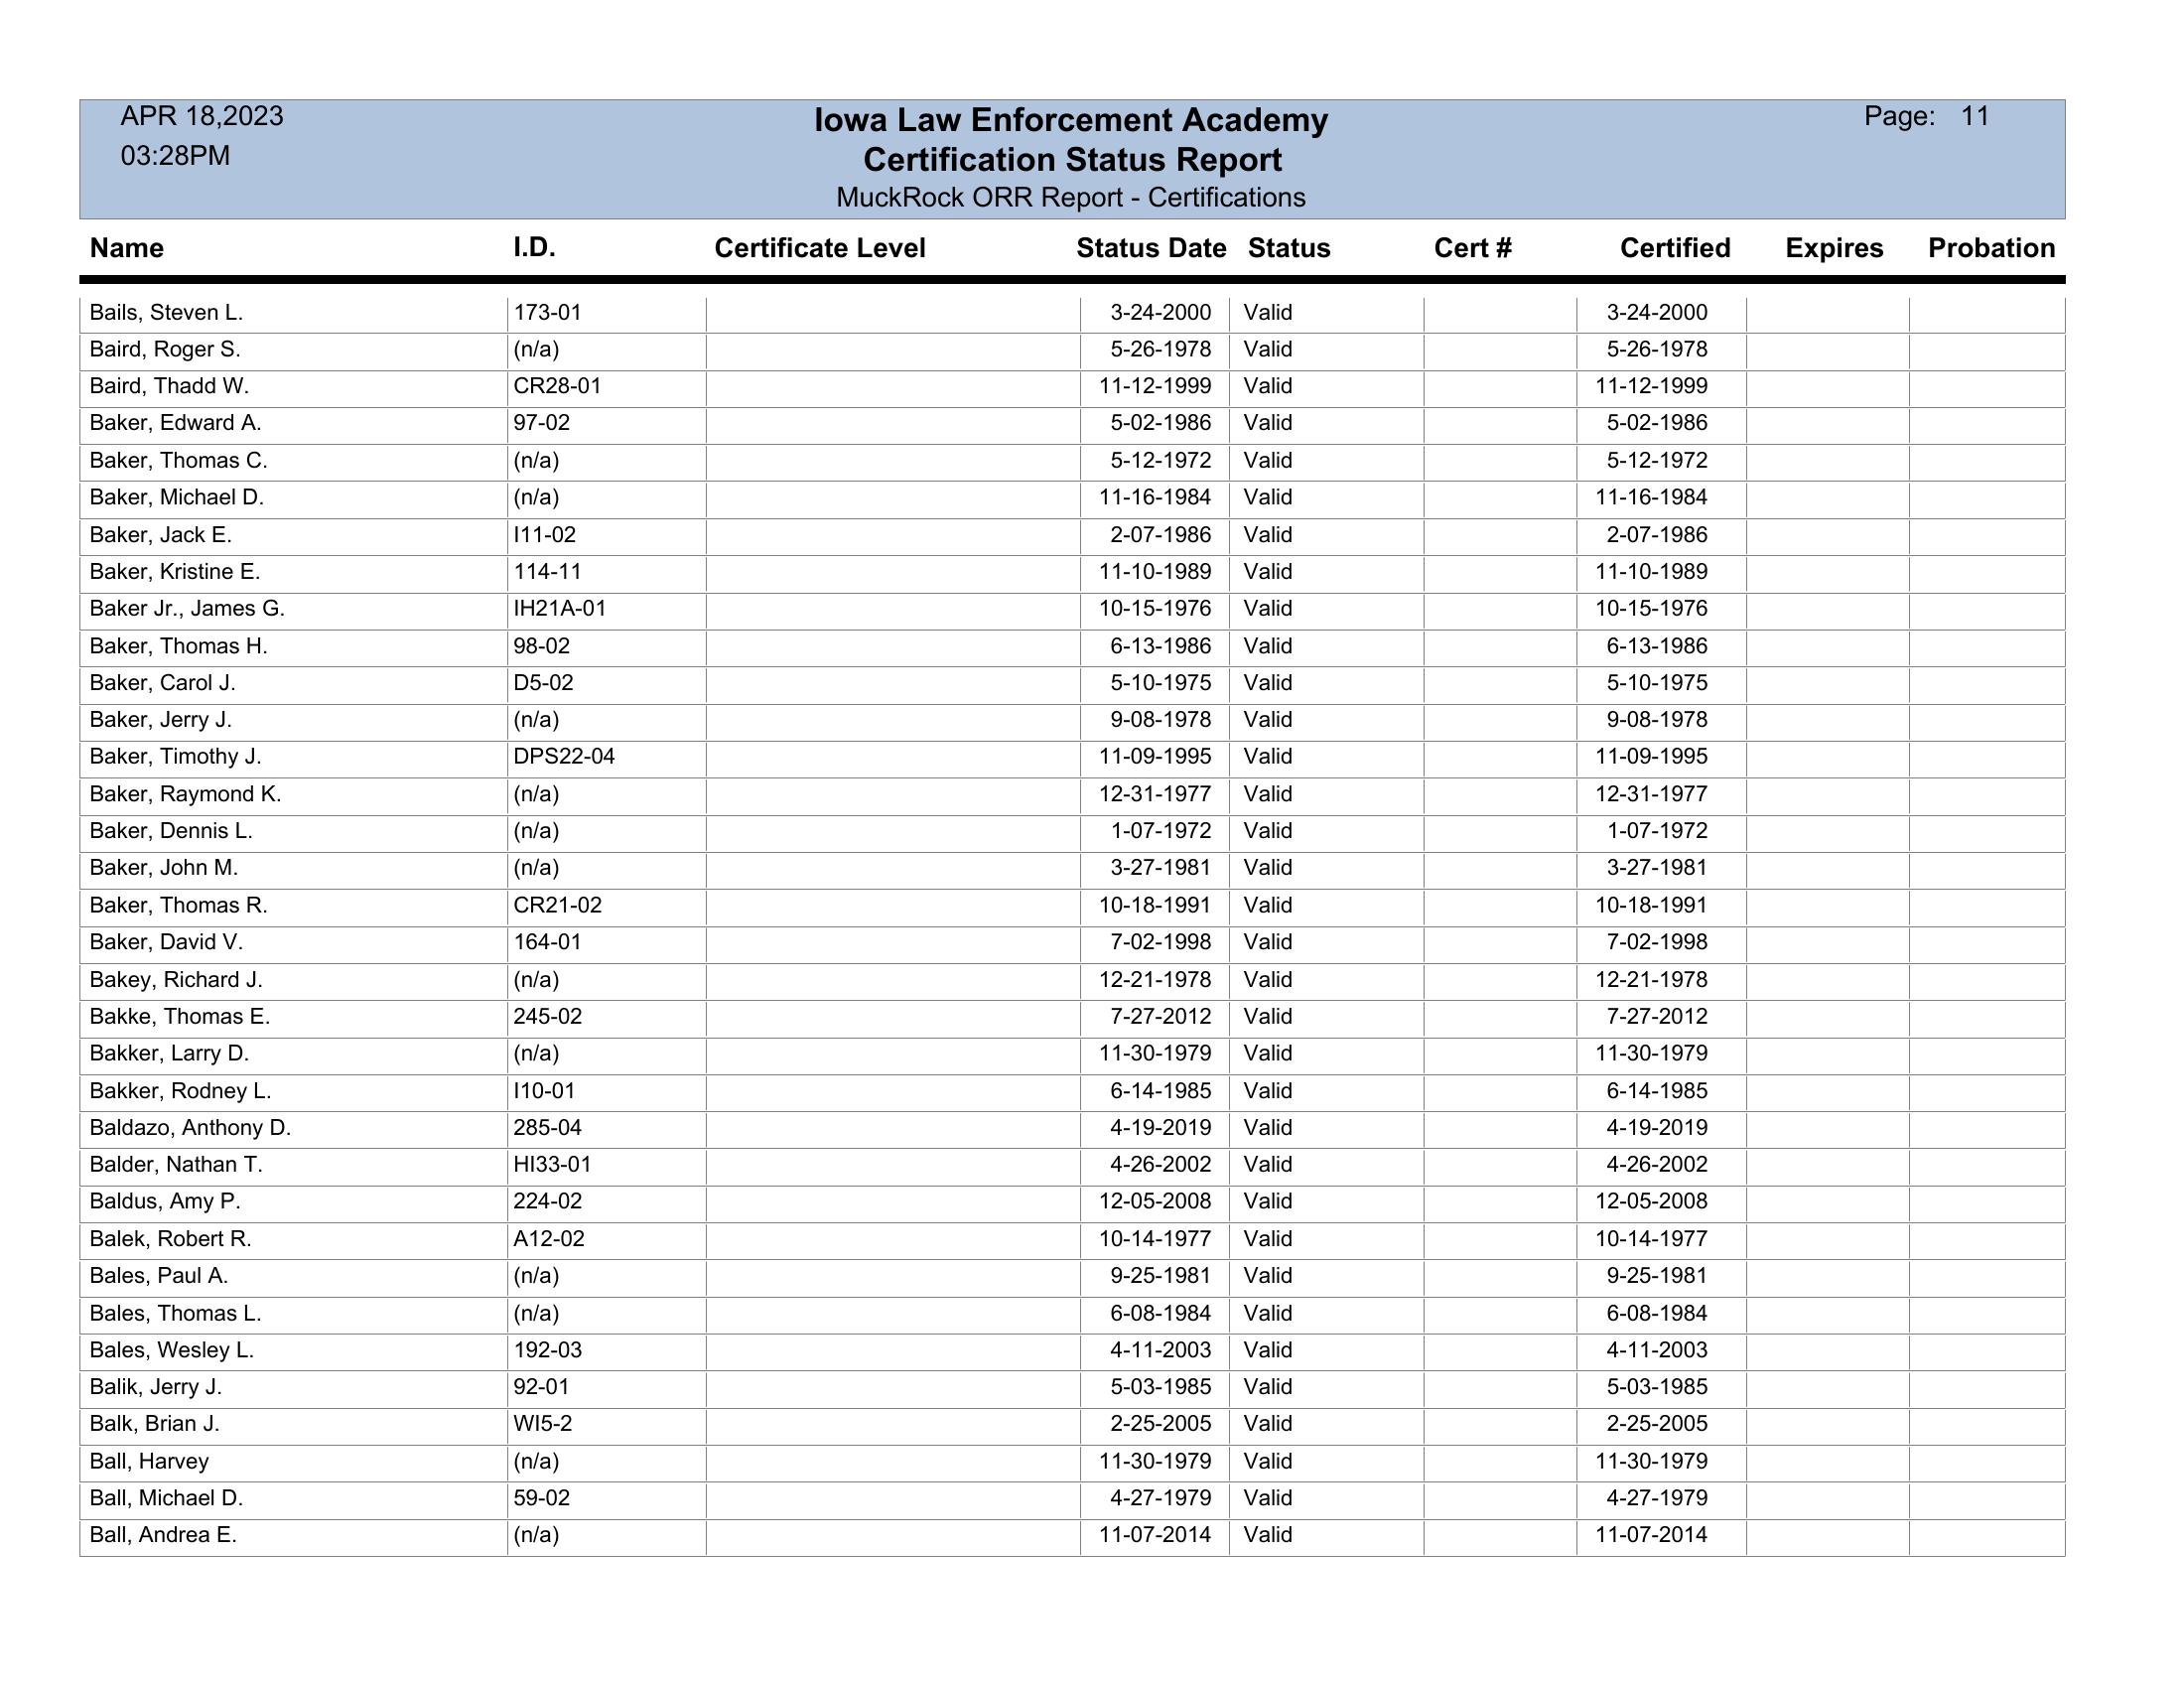 APR 18,2023
03:28PM
Iowa Law Enforcement Academy
Certification Status Report
MuckRock ORR Report - Certifications
Page: 11
Name I.D. Certificate Level Status Date Status Cert # Certified Expires Probation
Bails, Steven L. 173-01 3-24-2000 Valid 3-24-2000
Baird, Roger S. (n/a) 5-26-1978 Valid 5-26-1978
Baird, Thadd W. CR28-01 11-12-1999 Valid 11-12-1999
Baker, Edward A. 97-02 5-02-1986 Valid 5-02-1986
Baker, Thomas C. (n/a) 5-12-1972 Valid 5-12-1972
Baker, Michael D. (n/a) 11-16-1984 Valid 11-16-1984
Baker, Jack E. I11-02 2-07-1986 Valid 2-07-1986
Baker, Kristine E. 114-11 11-10-1989 Valid 11-10-1989
Baker Jr., James G. IH21A-01 10-15-1976 Valid 10-15-1976
Baker, Thomas H. 98-02 6-13-1986 Valid 6-13-1986
Baker, Carol J. D5-02 5-10-1975 Valid 5-10-1975
Baker, Jerry J. (n/a) 9-08-1978 Valid 9-08-1978
Baker, Timothy J. DPS22-04 11-09-1995 Valid 11-09-1995
Baker, Raymond K. (n/a) 12-31-1977 Valid 12-31-1977
Baker, Dennis L. (n/a) 1-07-1972 Valid 1-07-1972
Baker, John M. (n/a) 3-27-1981 Valid 3-27-1981
Baker, Thomas R. CR21-02 10-18-1991 Valid 10-18-1991
Baker, David V. 164-01 7-02-1998 Valid 7-02-1998
Bakey, Richard J. (n/a) 12-21-1978 Valid 12-21-1978
Bakke, Thomas E. 245-02 7-27-2012 Valid 7-27-2012
Bakker, Larry D. (n/a) 11-30-1979 Valid 11-30-1979
Bakker, Rodney L. I10-01 6-14-1985 Valid 6-14-1985
Baldazo, Anthony D. 285-04 4-19-2019 Valid 4-19-2019
Balder, Nathan T. HI33-01 4-26-2002 Valid 4-26-2002
Baldus, Amy P. 224-02 12-05-2008 Valid 12-05-2008
Balek, Robert R. A12-02 10-14-1977 Valid 10-14-1977
Bales, Paul A. (n/a) 9-25-1981 Valid 9-25-1981
Bales, Thomas L. (n/a) 6-08-1984 Valid 6-08-1984
Bales, Wesley L. 192-03 4-11-2003 Valid 4-11-2003
Balik, Jerry J. 92-01 5-03-1985 Valid 5-03-1985
Balk, Brian J. WI5-2 2-25-2005 Valid 2-25-2005
Ball, Harvey (n/a) 11-30-1979 Valid 11-30-1979
Ball, Michael D. 59-02 4-27-1979 Valid 4-27-1979
Ball, Andrea E. (n/a) 11-07-2014 Valid 11-07-2014